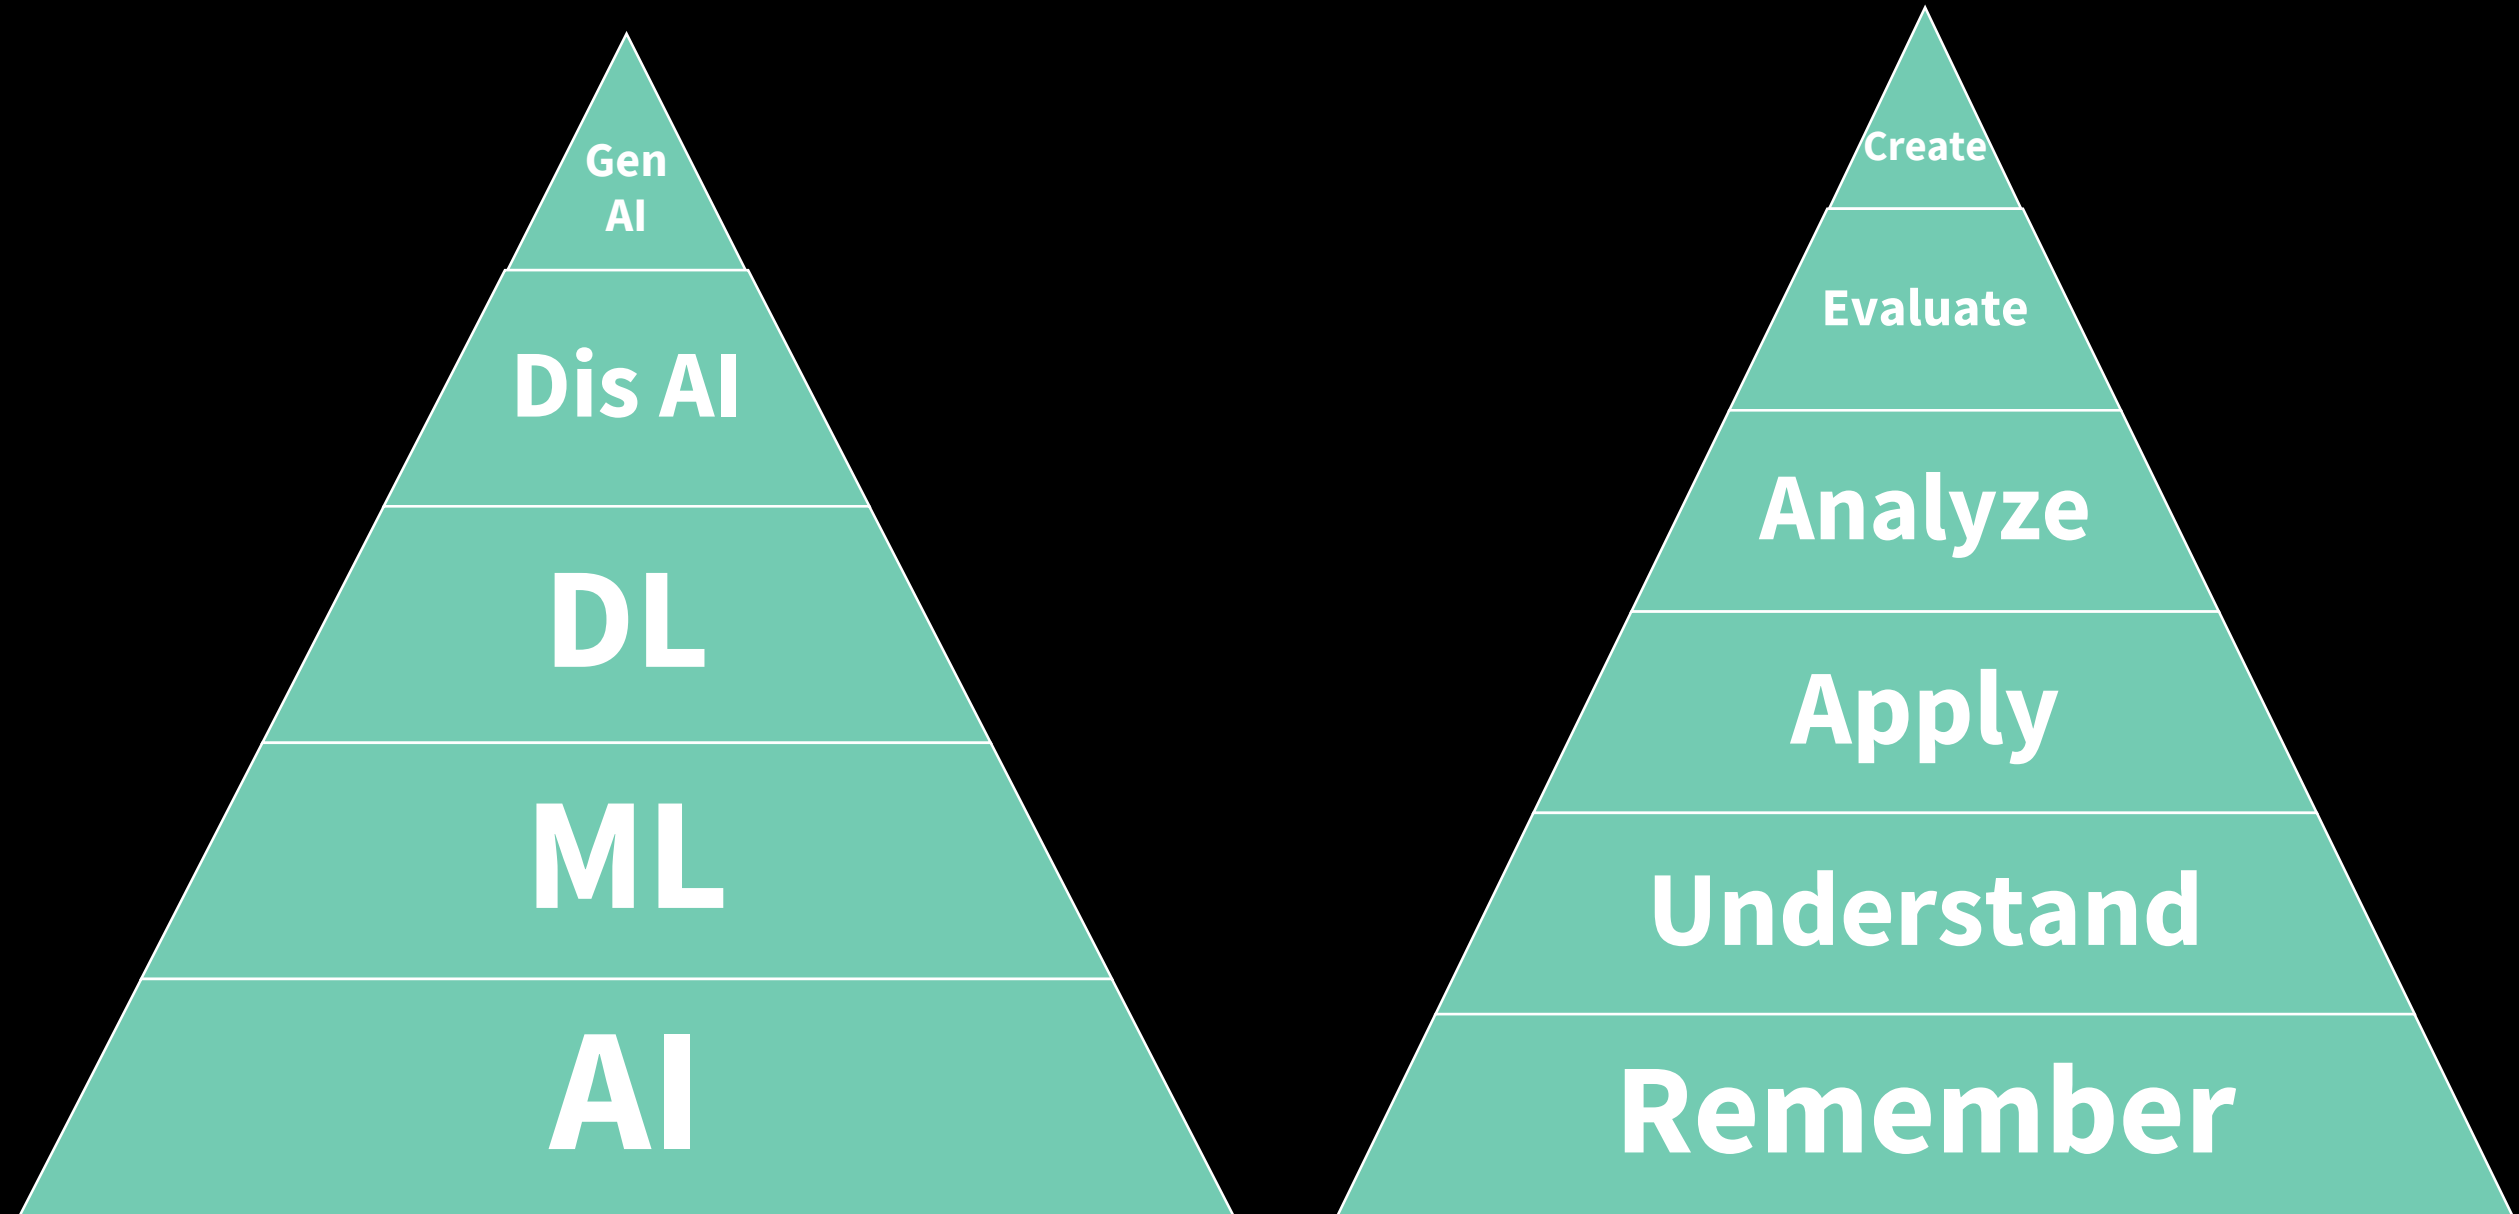 Gen
AI
Dis AI
DL
ML
AI
Create
Evaluate
Analyze
Apply
Understand
Remember